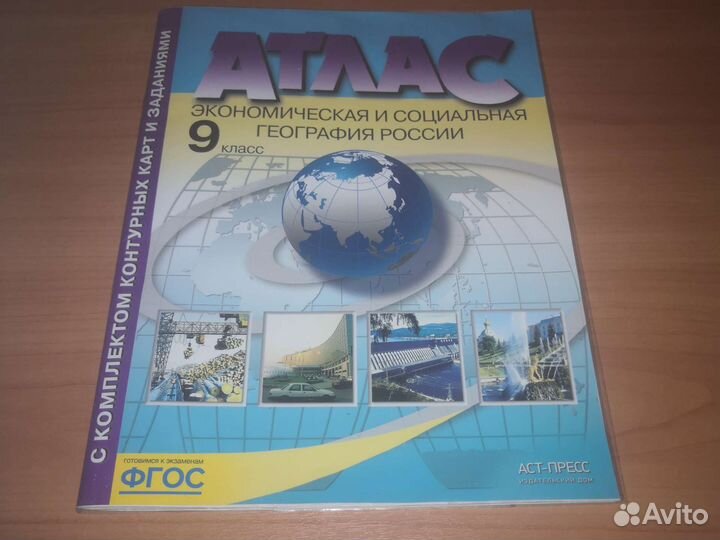 АТЛАС
ЭКОНОМИЧЕСКАЯ И СОЦИАЛЬНАЯ
ГЕОГРАФИЯ РОССИИ
9 класс
С КОМПЛЕКТОМ КОНТУРНЫХ КАРТ И ЗАДАНИЯМИ
готовимся к экзаменам
ФГОС
АСТ-ПРЕСС
ИЗДАТЕЛЬСКИЙ ДОМ
Avito